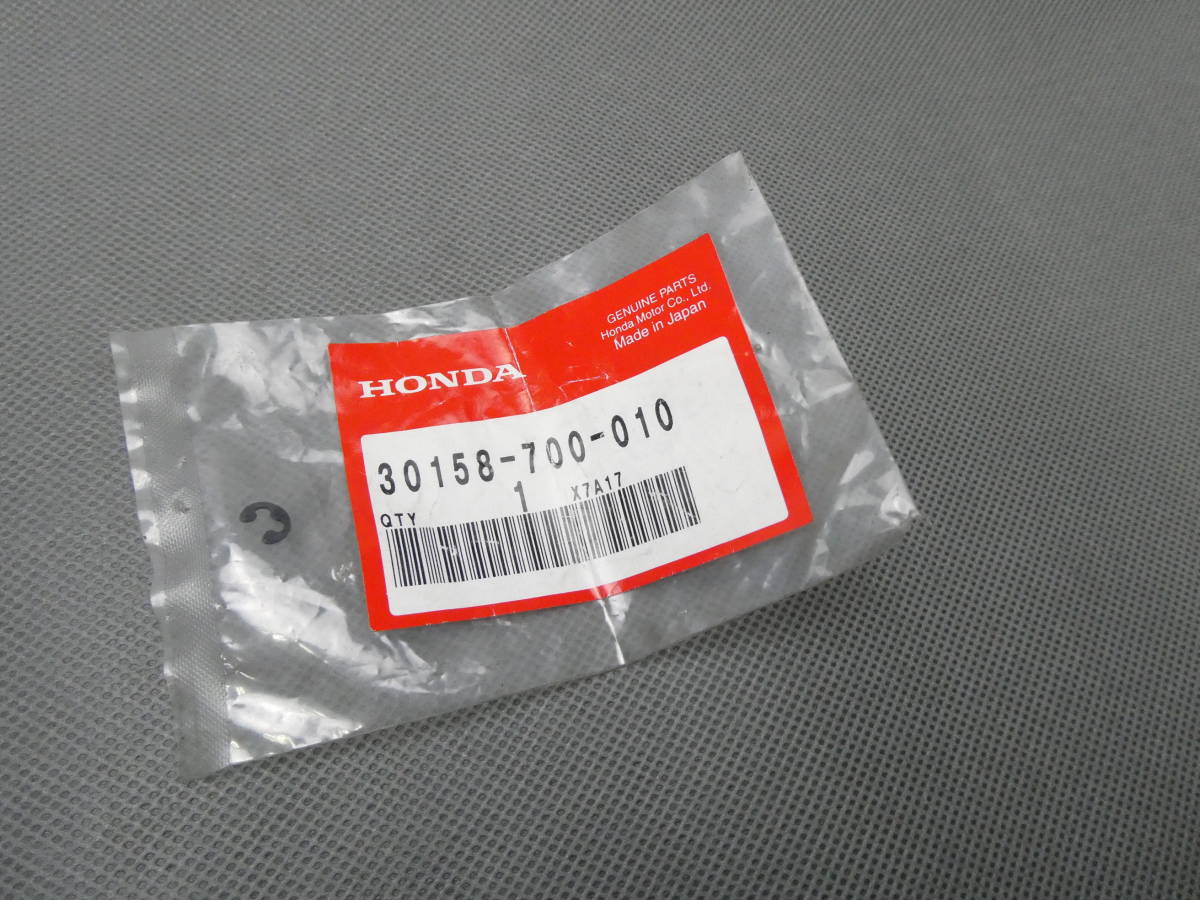 GENUINE PARTS
Honda Motor Co., Ltd.
Made in Japan
HONDA
30158-700-010
QTY 1 X7A17